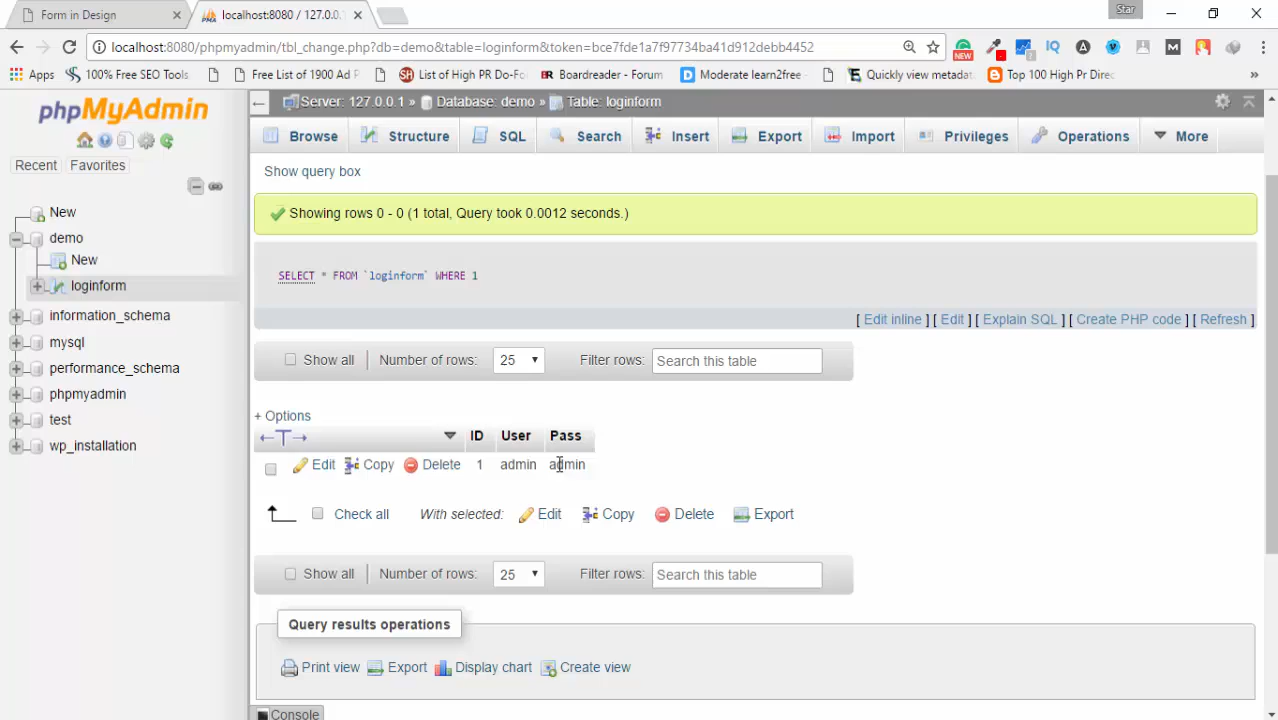 Form in Design
localhost:8080 / 127.0.0.1
Star
localhost:8080/phpmyadmin/tbl_change.php?db=demo&table=loginform&token=bce7fde1a7f97734ba41d912debb4452
NEW
IQ
M
Apps
100% Free SEO Tools
Free List of 1900 Ad P
SH List of High PR Do-Fo
BR Boardreader - Forum
Moderate learn2free
Quickly view metadat
Top 100 High Pr Direc
»
phpMyAdmin
Recent
Favorites
New
demo
New
loginform
information_schema
mysql
performance_schema
phpmyadmin
test
wp_installation
Server: 127.0.0.1 » Database: demo » Table: loginform
Browse
Structure
SQL
Search
Insert
Export
Import
Privileges
Operations
More
Show query box
Showing rows 0 - 0 (1 total, Query took 0.0012 seconds.)
SELECT * FROM `loginform` WHERE 1
[ Edit inline ] [ Edit ] [ Explain SQL ] [ Create PHP code ] [ Refresh ]
Show all | Number of rows: 25 Filter rows: Search this table
+ Options
ID User Pass
Edit Copy Delete 1 admin admin
Check all With selected: Edit Copy Delete Export
Show all | Number of rows: 25 Filter rows: Search this table
Query results operations
Print view Export Display chart Create view
Console